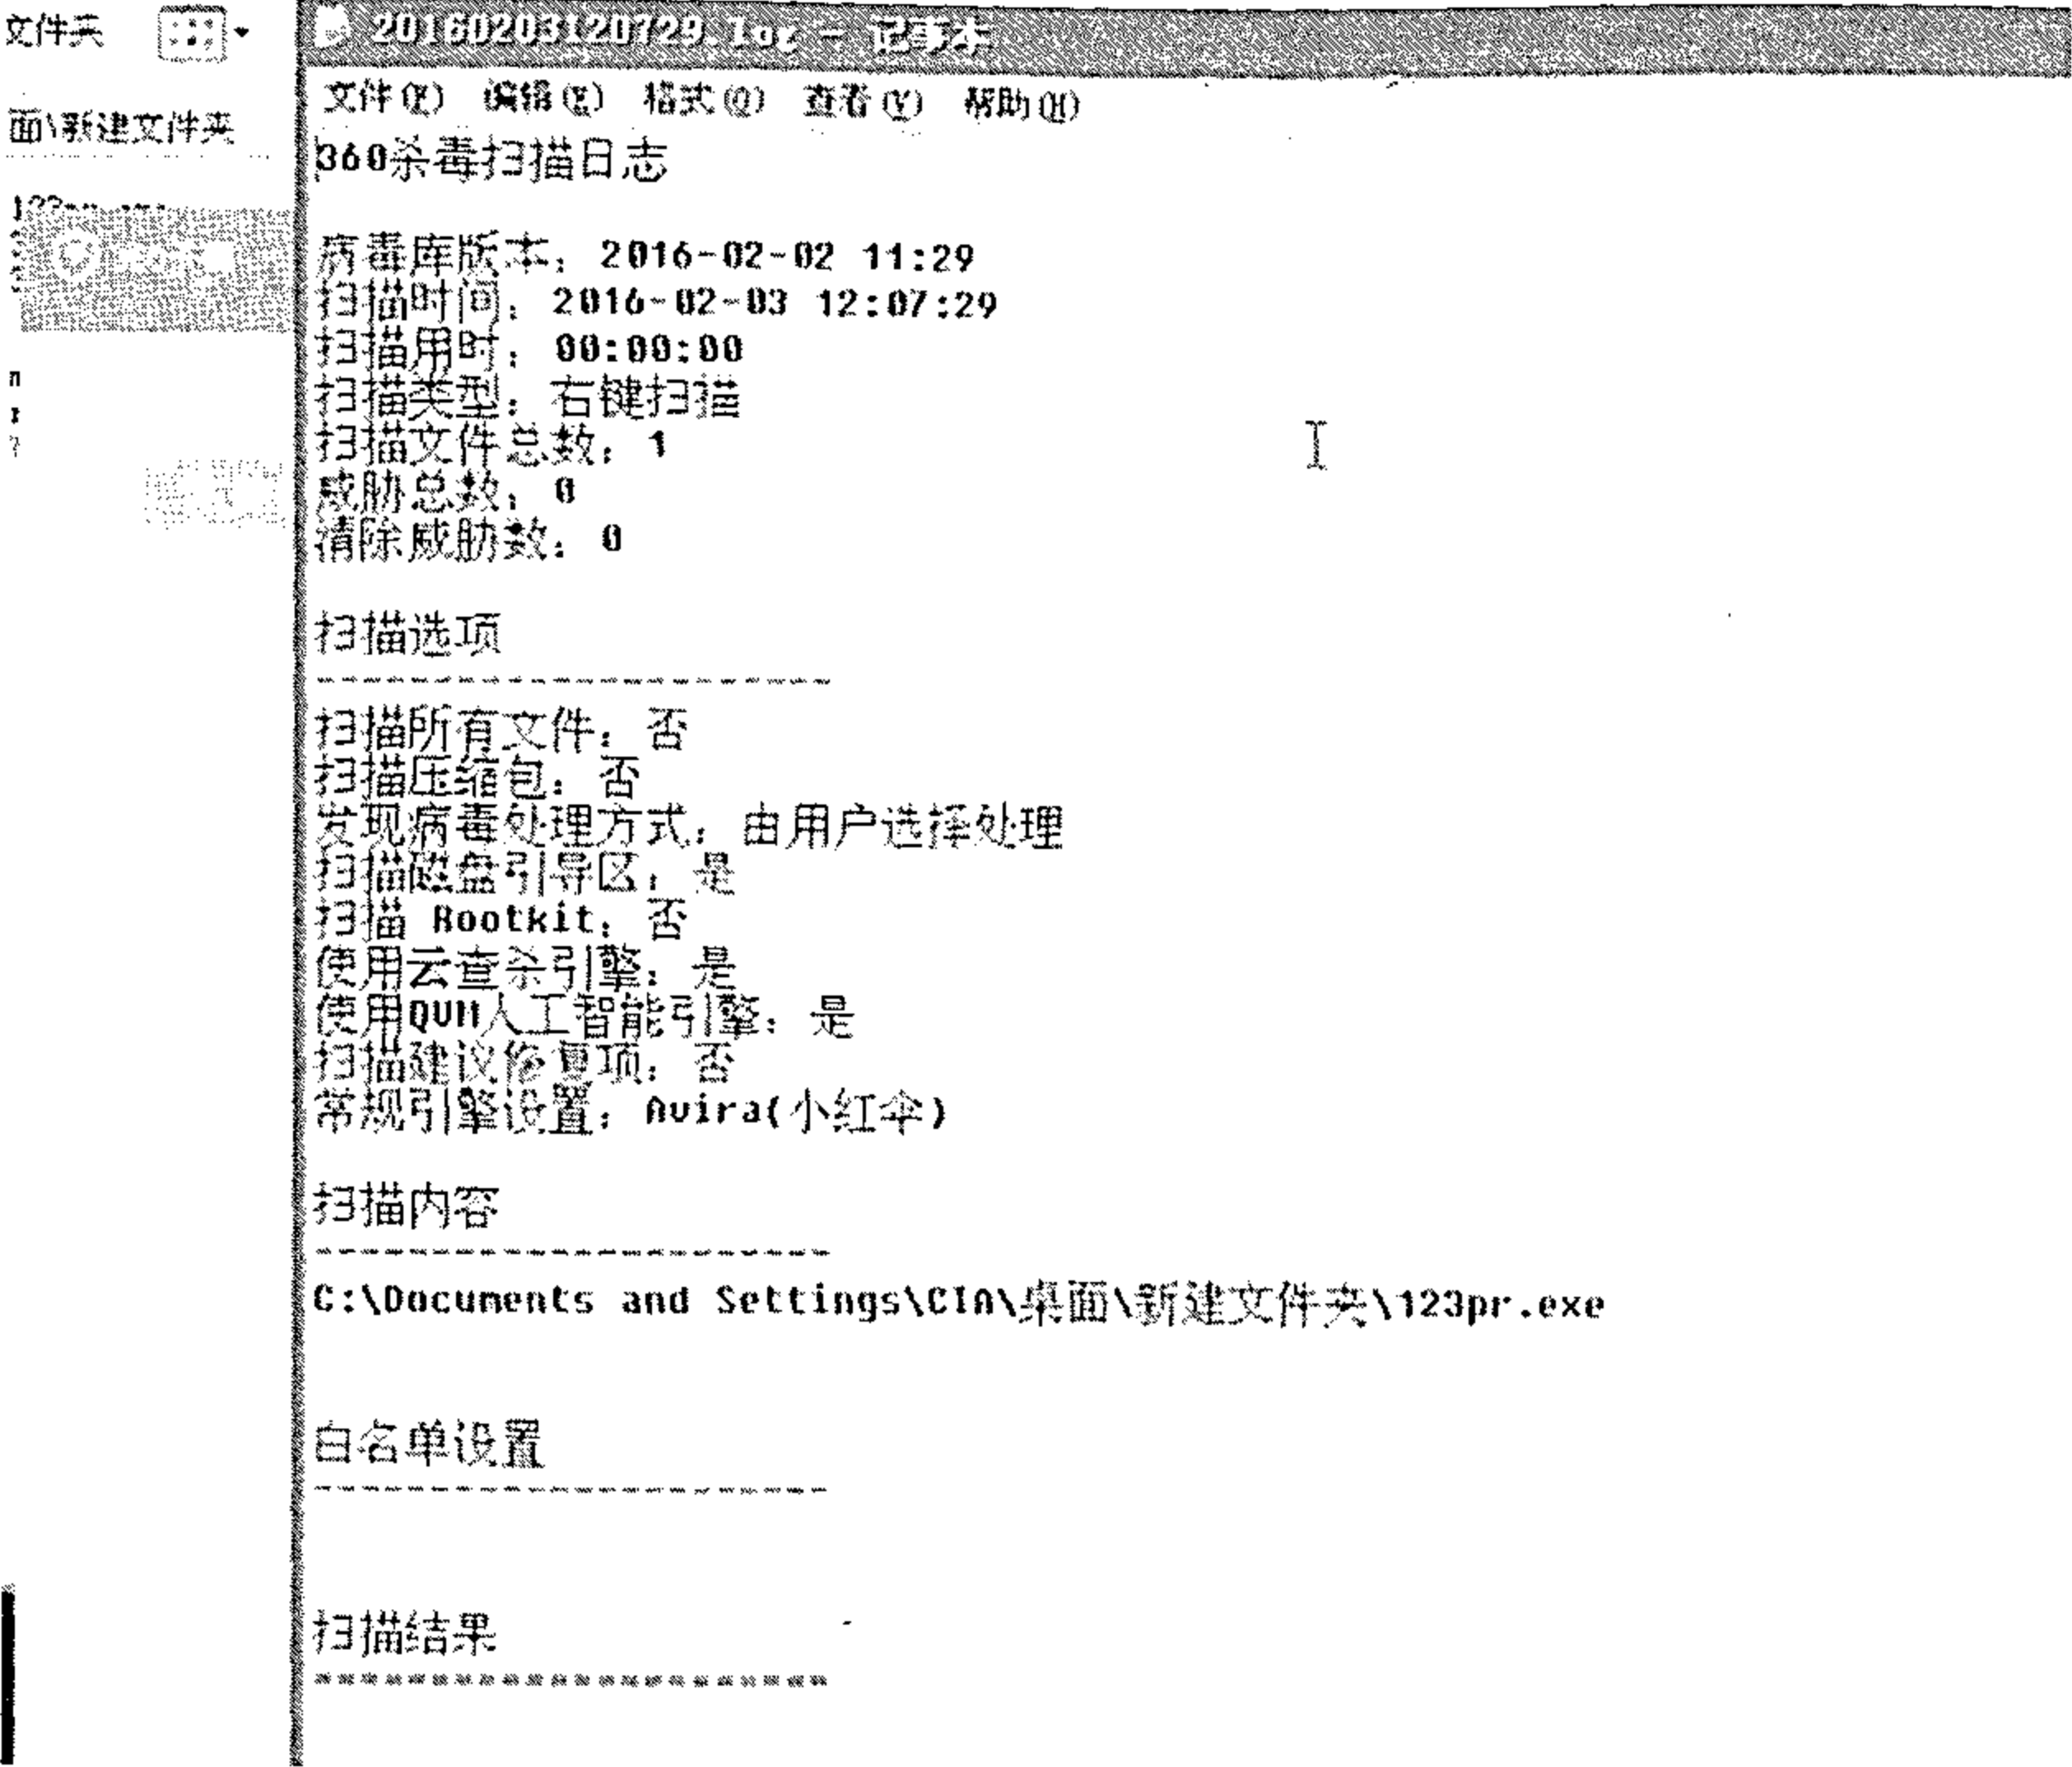 文件夹
面\新建文件夹
20160203120729.log - 记事本
文件(F) 编辑(E) 格式(O) 查看(V) 帮助(H)
360杀毒扫描日志
病毒库版本：2016-02-02 11:29
扫描时间：2016-02-03 12:07:29
扫描用时：00:00:00
扫描类型：右键扫描
扫描文件总数：1
威胁总数：0
清除威胁数：0
扫描选项
----------------------
扫描所有文件：否
扫描压缩包：否
发现病毒处理方式：由用户选择处理
扫描磁盘引导区：是
扫描 Rootkit：否
使用云查杀引擎：是
使用QVM人工智能引擎：是
扫描建议修复项：否
常规引擎设置：Avira(小红伞)
扫描内容
----------------------
C:\Documents and Settings\CIA\桌面\新建文件夹\123pr.exe
白名单设置
----------------------
扫描结果
======================